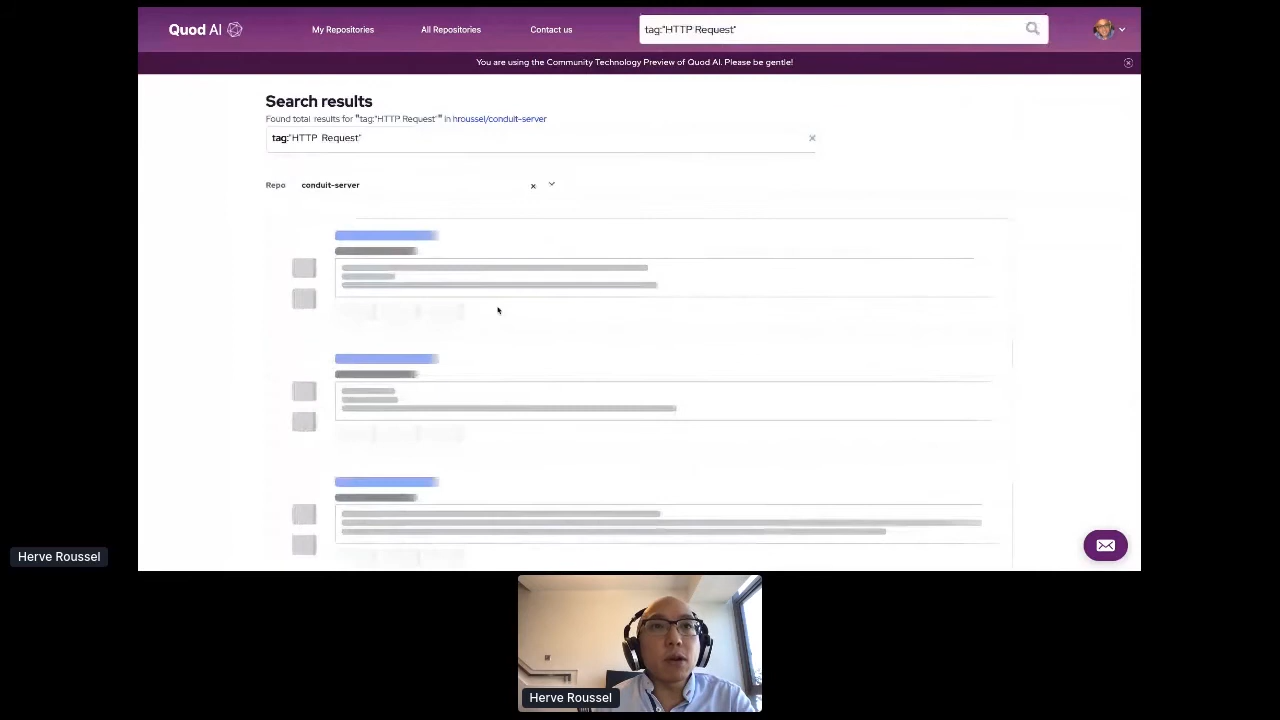 Quod AI
My Repositories
All Repositories
Contact us
tag:"HTTP Request"
You are using the Community Technology Preview of Quod AI. Please be gentle!
Search results
Found total results for "tag:"HTTP Request"" in hroussel/conduit-server
tag:"HTTP Request"
Repo conduit-server
Herve Roussel
Herve Roussel